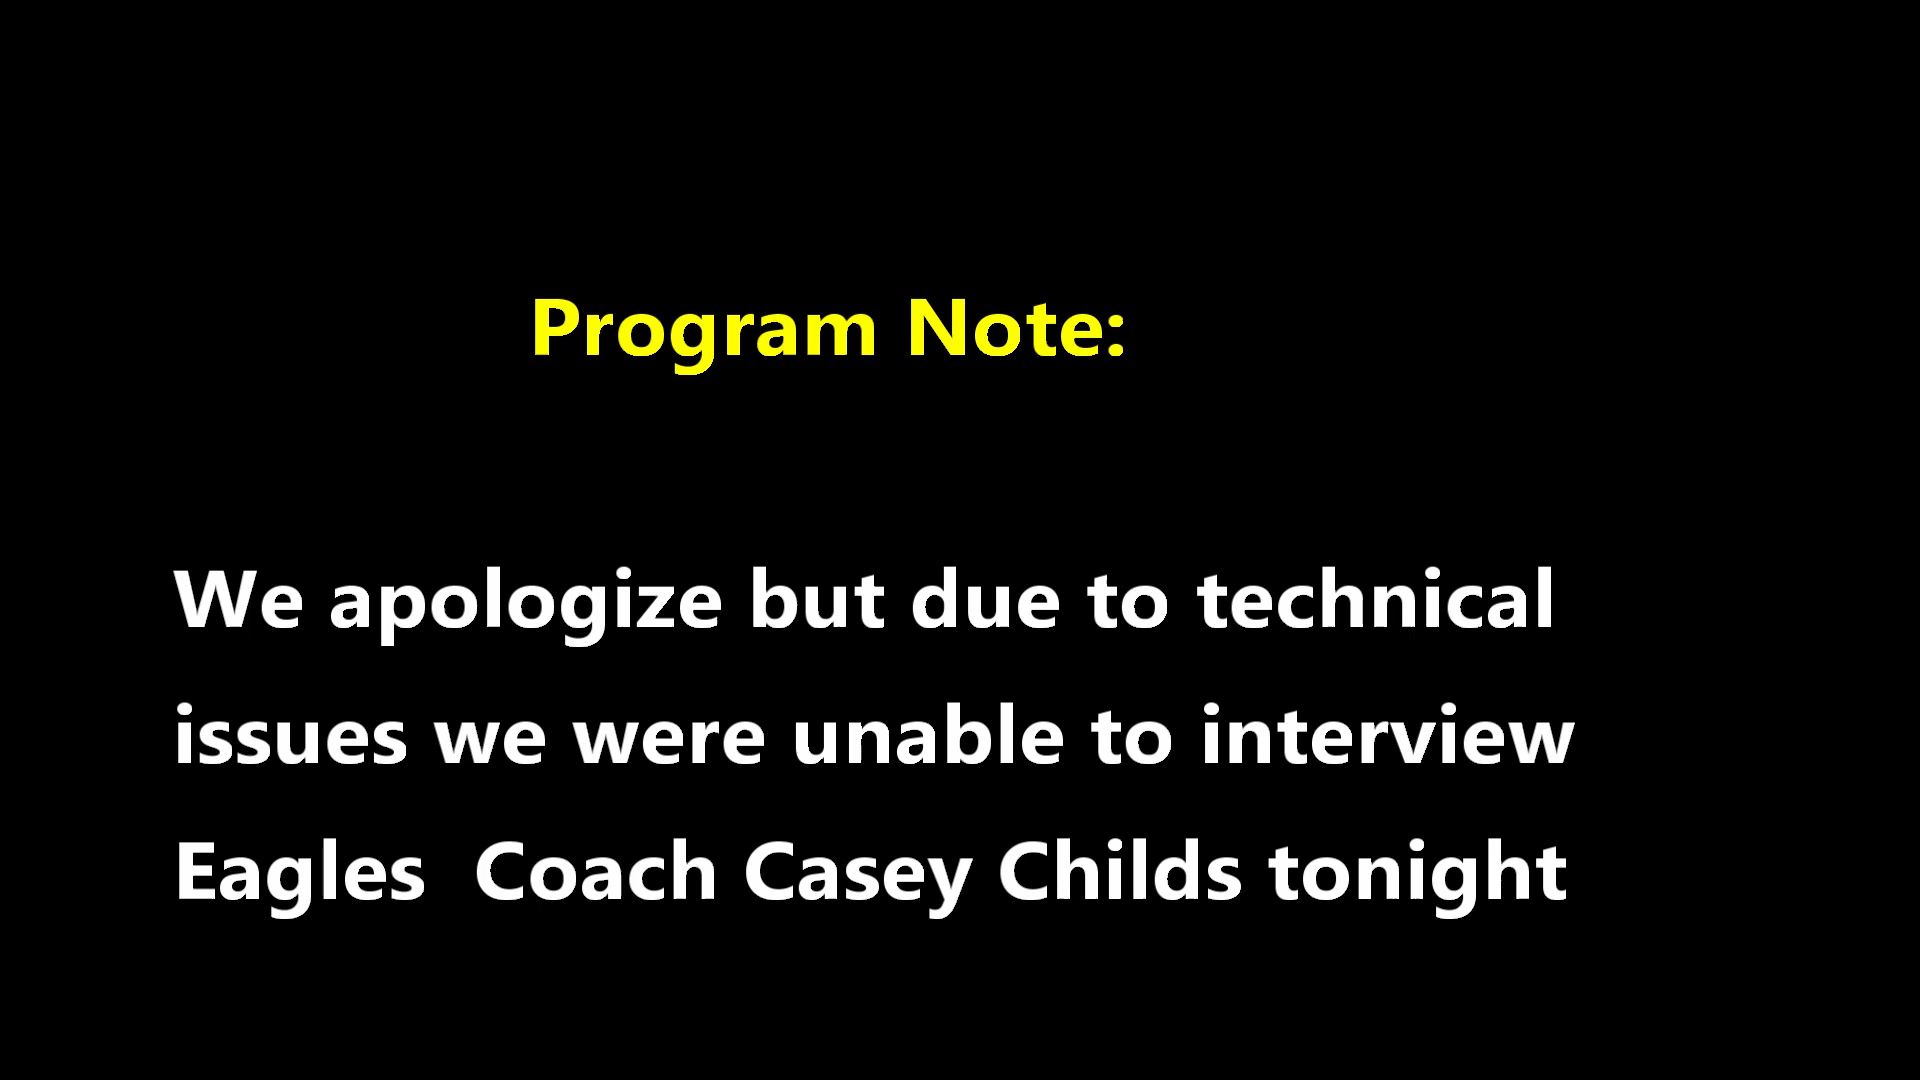 Program Note:
We apologize but due to technical
issues we were unable to interview
Eagles  Coach Casey Childs tonight